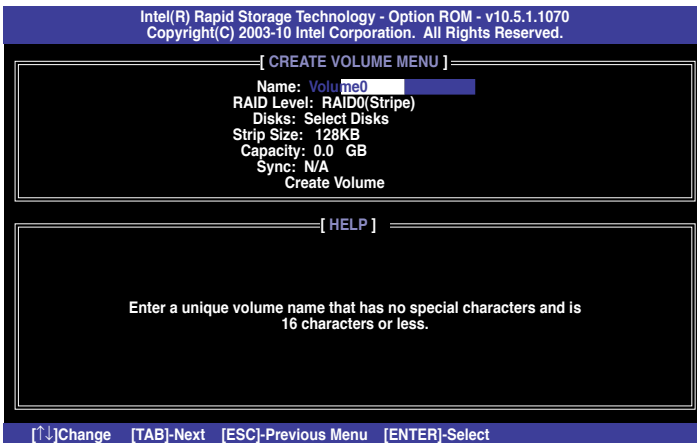 Intel(R) Rapid Storage Technology - Option ROM - v10.5.1.1070
Copyright(C) 2003-10 Intel Corporation. All Rights Reserved.
[ CREATE VOLUME MENU ]
Name: Volume0
RAID Level: RAID0(Stripe)
Disks: Select Disks
Strip Size: 128KB
Capacity: 0.0 GB
Sync: N/A
Create Volume
[ HELP ]
Enter a unique volume name that has no special characters and is
16 characters or less.
[↑↓]Change [TAB]-Next [ESC]-Previous Menu [ENTER]-Select